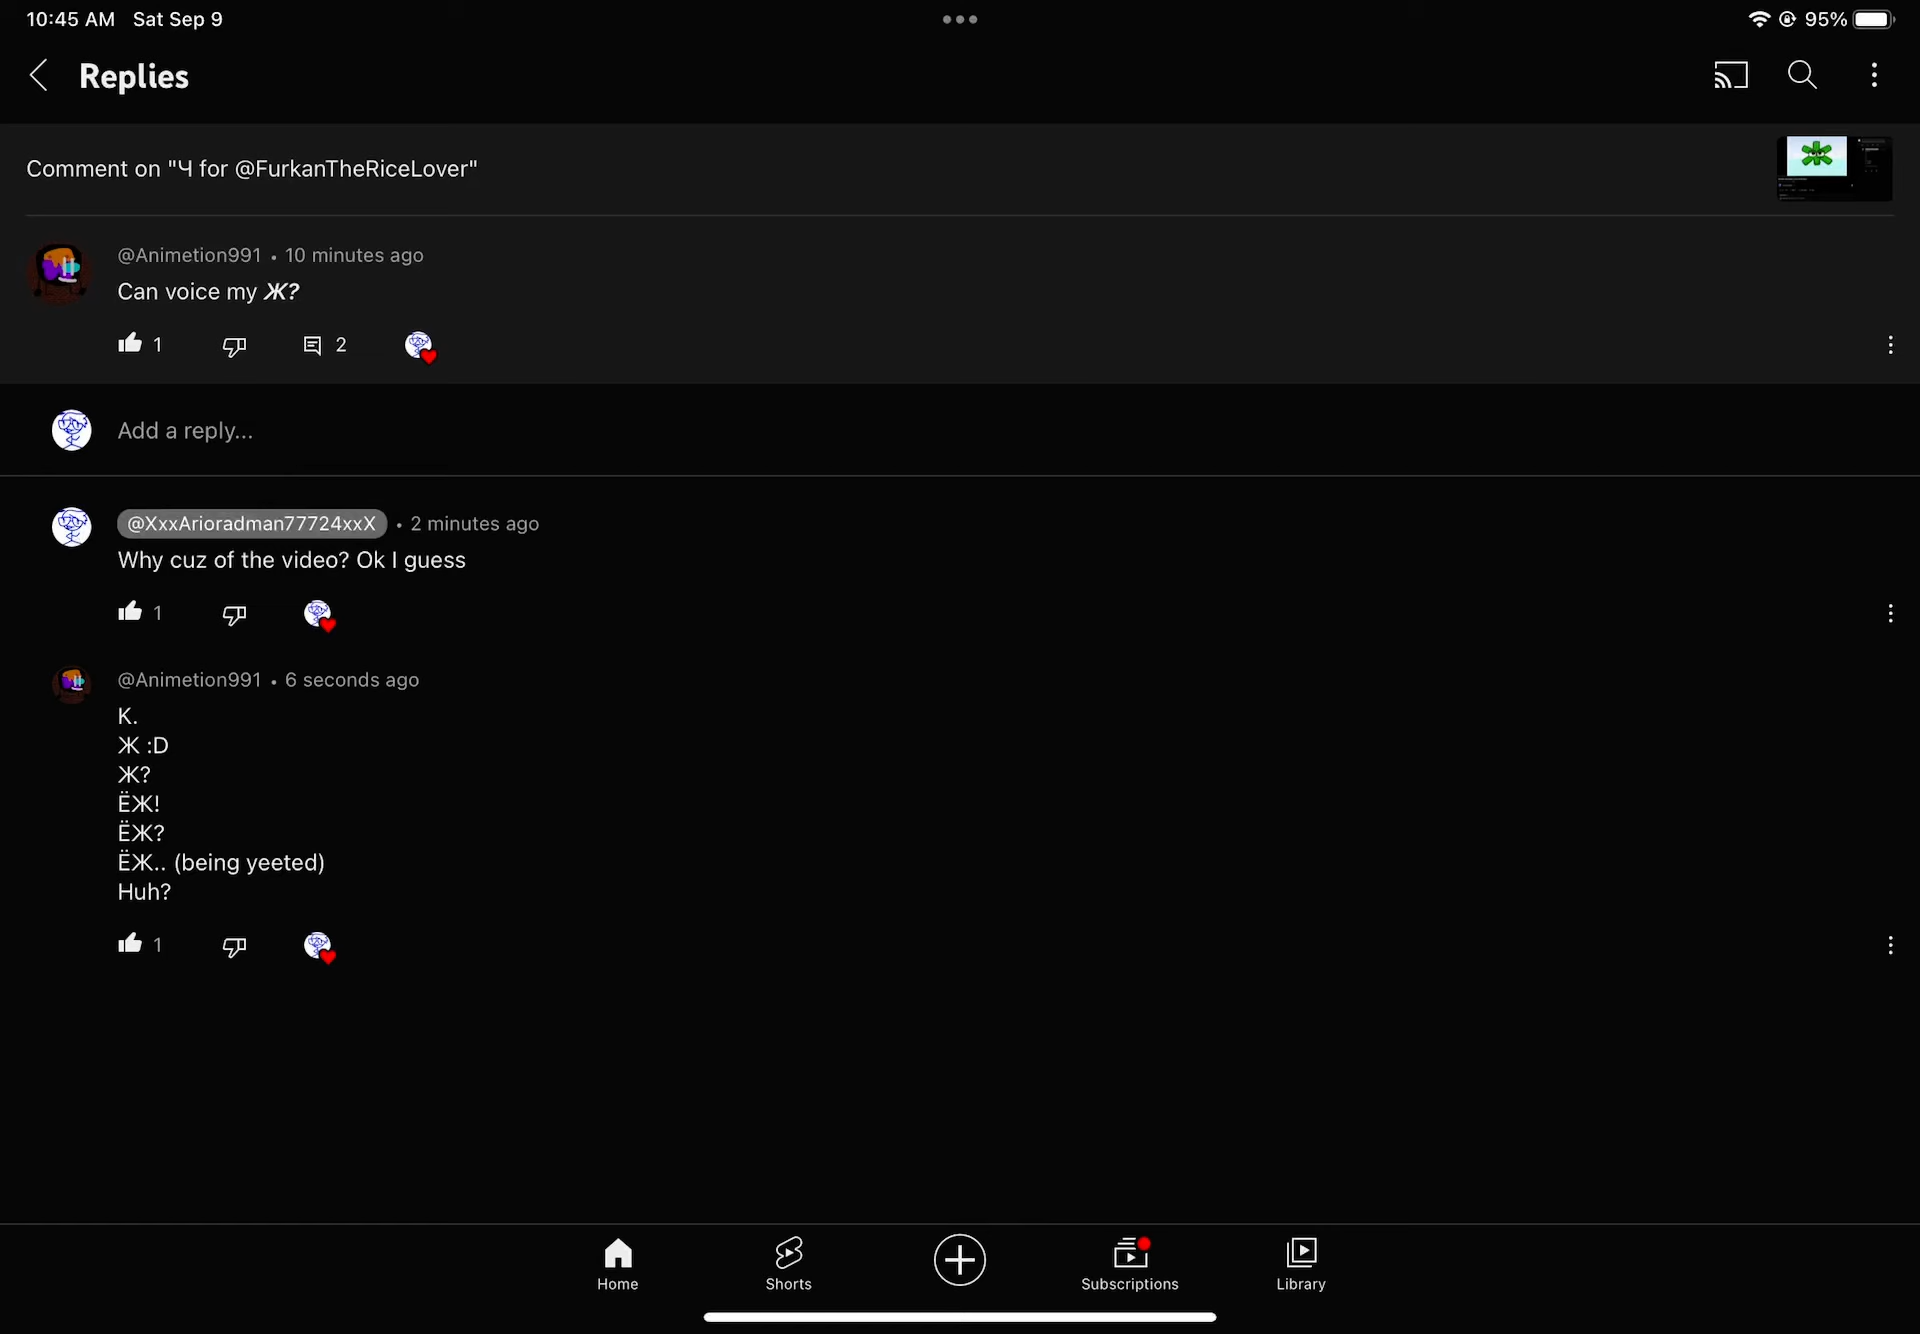 10:45 AM Sat Sep 9
95%
Replies
Comment on "Ч for @FurkanTheRiceLover"
@Animetion991 • 10 minutes ago
Can voice my Ж?
1
2
Add a reply...
@XxxArioradman77724xxX • 2 minutes ago
Why cuz of the video? Ok I guess
1
@Animetion991 • 6 seconds ago
K.
Ж :D
Ж?
ЁЖ!
ЁЖ?
ЁЖ.. (being yeeted)
Huh?
1
Home
Shorts
Subscriptions
Library